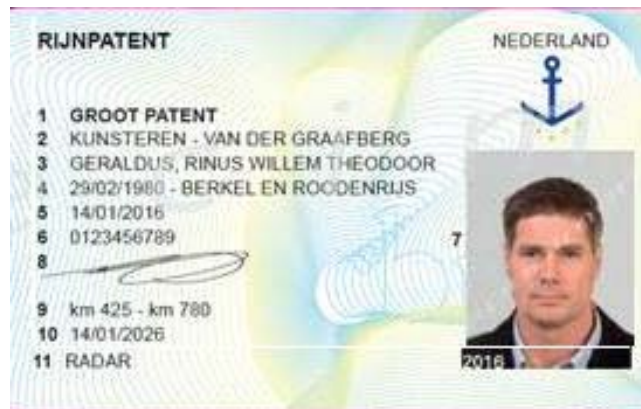 RIJNPATENT
NEDERLAND
1 GROOT PATENT
2 KUNSTEREN - VAN DER GRAAFBERG
3 GERALDUS, RINUS WILLEM THEODOOR
4 29/02/1980 - BERKEL EN ROODENRIJS
5 14/01/2016
6 0123456789
7
8
9 km 425 - km 780
10 14/01/2026
11 RADAR
2016